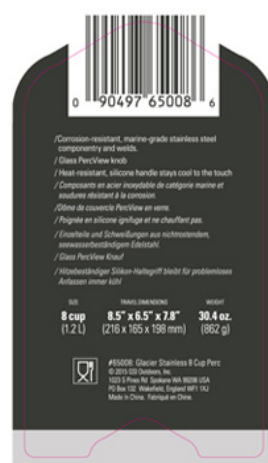 0 90497 65008 6
/Corrosion-resistant, marine-grade stainless steel
componentry and welds.
/ Glass PercView knob
/ Heat-resistant, silicone handle stays cool to the touch
/ Composants en acier inoxydable de catégorie marine et
soudures résistant à la corrosion.
/Dôme de couvercle PercView en verre.
/ Poignée en silicone ignifuge et ne chauffant pas.
/ Einzelteile und Schweißungen aus nichtrostendem,
seewasserbeständigem Edelstahl.
/ Glass PercView Knauf
/ Hitzebeständiger Silikon-Haltegriff bleibt für problemloses
Anfassen immer kühl
SIZE TRAVEL DIMENSIONS WEIGHT
8 cup 8.5" x 6.5" x 7.8" 30.4 oz.
(1.2 L) (216 x 165 x 198 mm) (862 g)
#65008: Glacier Stainless 8 Cup Perc
© 2015 GSI Outdoors, Inc.
1023 S Pines Rd Spokane WA 99206 USA
PO Box 132 Wakefield, England WF1 1XJ
Made in China. Fabriqué en Chine.